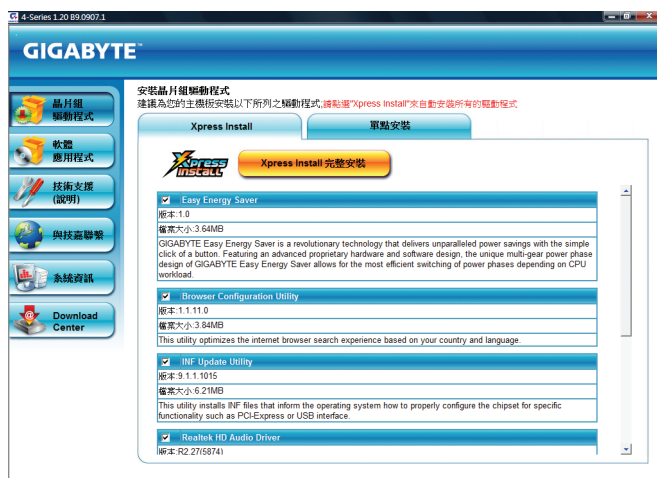 4-Series 1.20 B9.0907.1
GIGABYTE™
晶片組
驅動程式
軟體
應用程式
技術支援
(說明)
與技嘉聯繫
系統資訊
Download
Center
安裝晶片組驅動程式
建議為您的主機板安裝以下所列之驅動程式,請點選"Xpress Install"來自動安裝所有的驅動程式
Xpress Install
單點安裝
Xpress
INSTALL
Xpress Install 完整安裝
Easy Energy Saver
版本:1.0
檔案大小:3.64MB
GIGABYTE Easy Energy Saver is a revolutionary technology that delivers unparalleled power savings with the simple
click of a button. Featuring an advanced proprietary hardware and software design, the unique multi-gear power phase
design of GIGABYTE Easy Energy Saver allows for the most efficient switching of power phases depending on CPU
workload.
Browser Configuration Utility
版本:1.1.11.0
檔案大小:3.84MB
This utility optimizes the internet browser search experience based on your country and language.
INF Update Utility
版本:9.1.1.1015
檔案大小:6.21MB
This utility installs INF files that inform the operating system how to properly configure the chipset for specific
functionality such as PCI-Express or USB interface.
Realtek HD Audio Driver
版本:R2.27(5874)